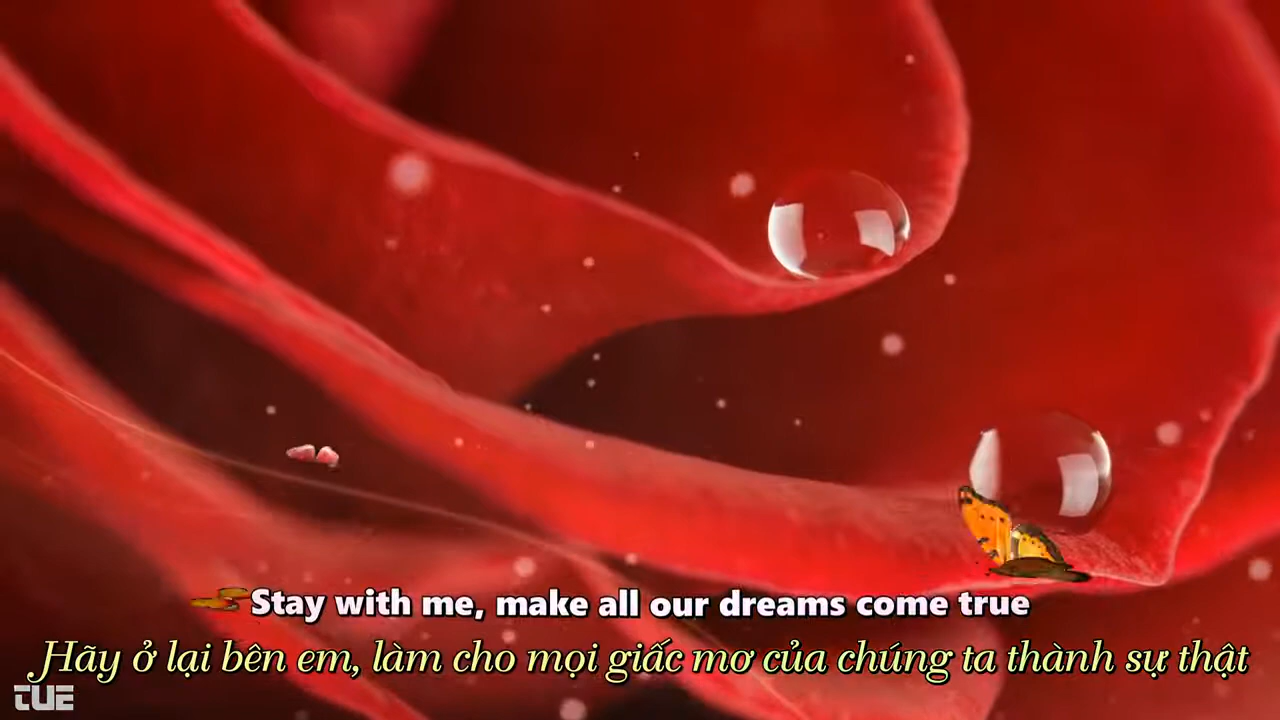 Stay with me, make all our dreams come true
Hãy ở lại bên em, làm cho mọi giấc mơ của chúng ta thành sự thật
TUE